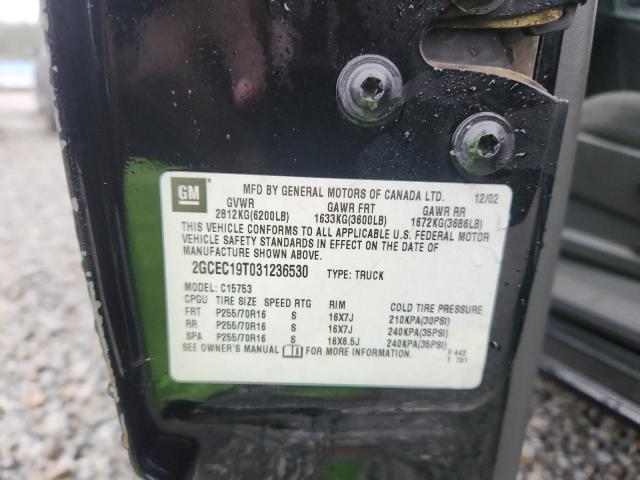 GM
MFD BY GENERAL MOTORS OF CANADA LTD. 12/02
GVWR GAWR FRT GAWR RR
2812KG(6200LB) 1633KG(3600LB) 1672KG(3686LB)
THIS VEHICLE CONFORMS TO ALL APPLICABLE U.S. FEDERAL MOTOR
VEHICLE SAFETY STANDARDS IN EFFECT ON THE DATE OF
MANUFACTURE SHOWN ABOVE.
2GCEC19T031236530 TYPE: TRUCK
MODEL: C15753
CPGU TIRE SIZE SPEED RTG RIM COLD TIRE PRESSURE
FRT P255/70R16 S 16X7J 210KPA(30PSI)
RR P255/70R16 S 16X7J 240KPA(35PSI)
SPA P255/70R16 S 16X6.5J 240KPA(35PSI)
SEE OWNER'S MANUAL FOR MORE INFORMATION. F 442
T 701